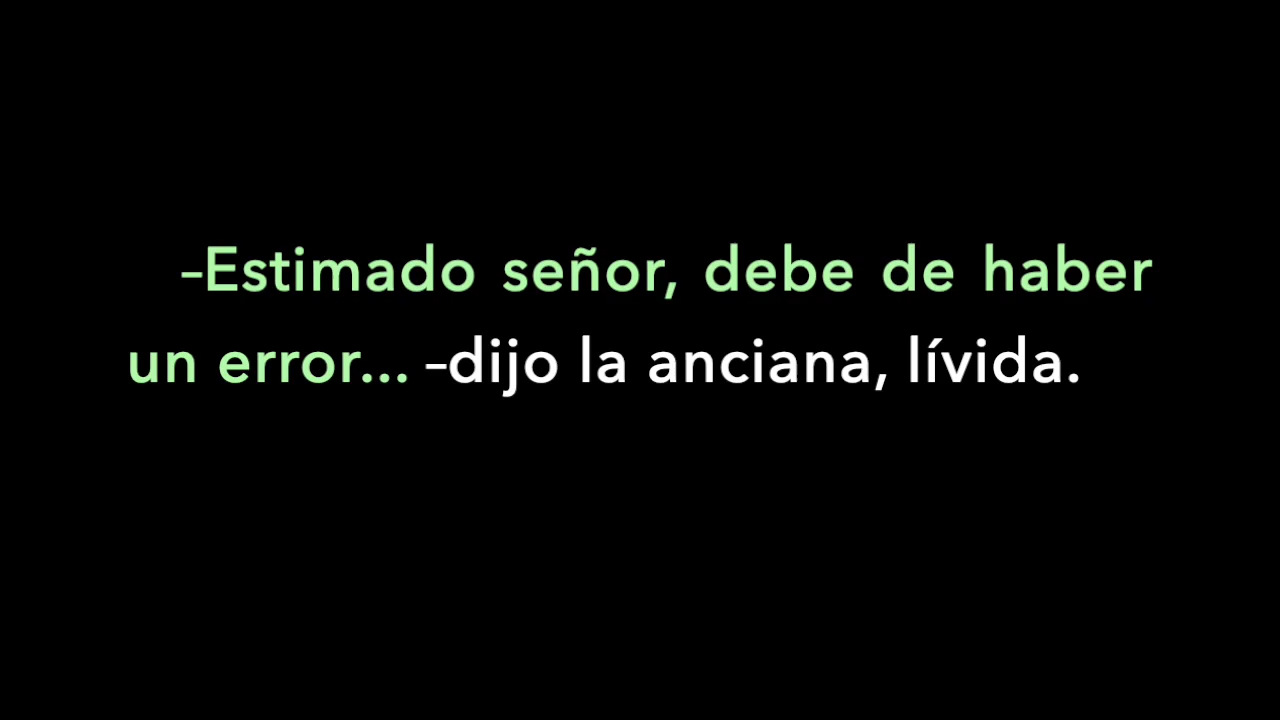 –Estimado señor, debe de haber
un error... –dijo la anciana, lívida.